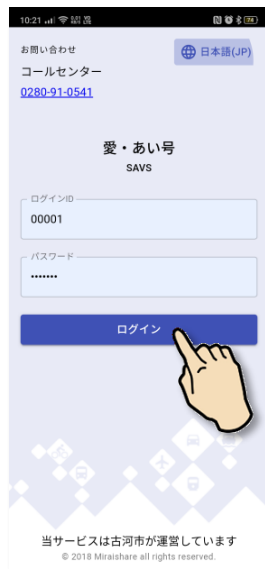 10:21
お問い合わせ
日本語(JP)
コールセンター
0280-91-0541
愛・あい号
SAVS
ログインID
00001
パスワード
•••••••
ログイン
当サービスは古河市が運営しています
© 2018 Miraishare all rights reserved.